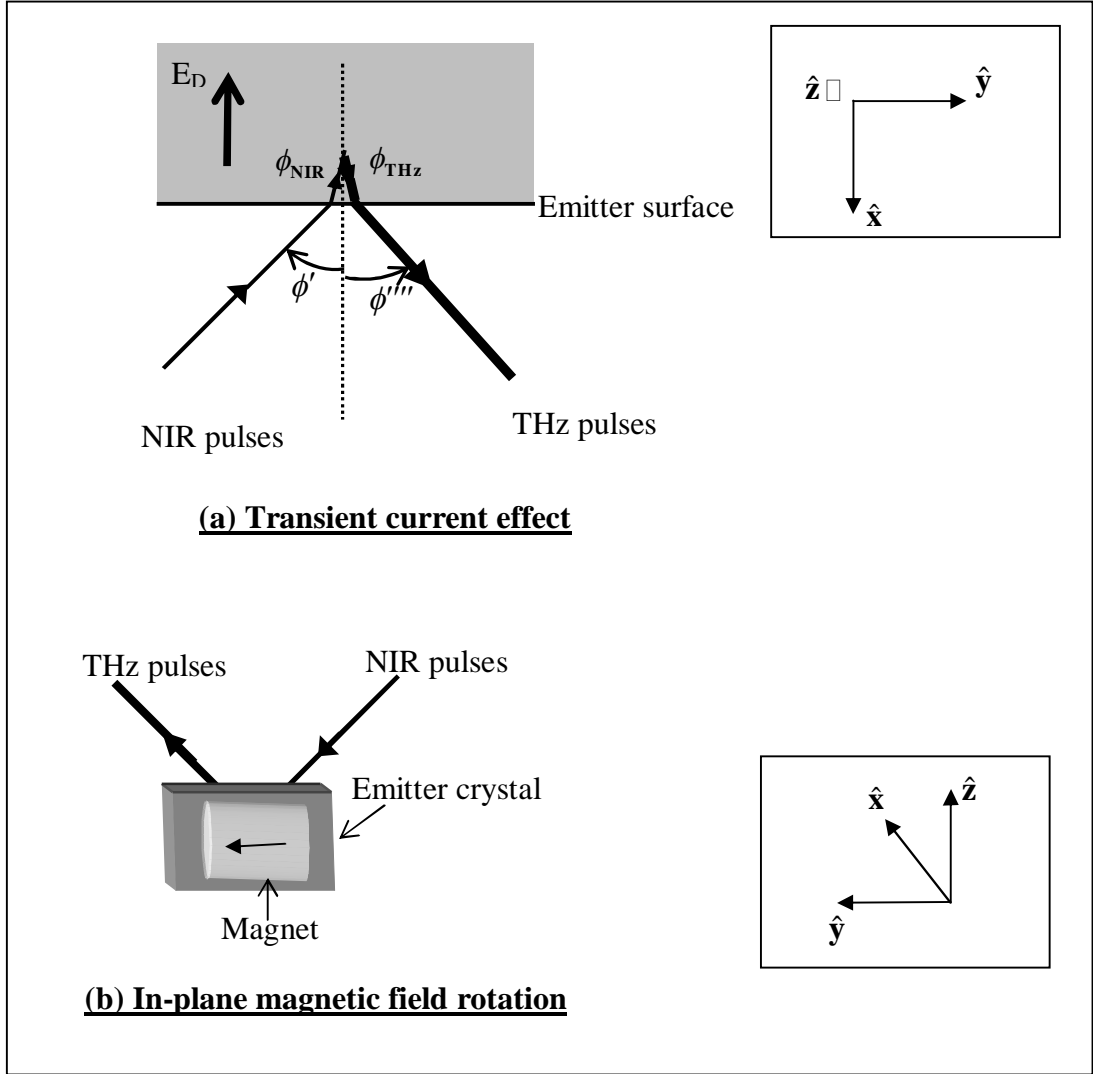 E_D
ẑ □
ŷ
ϕ_NIR
ϕ_THz
Emitter surface
x̂
ϕ′
ϕ′′′′
NIR pulses
THz pulses
(a) Transient current effect
THz pulses
NIR pulses
Emitter crystal
x̂
ẑ
Magnet
ŷ
(b) In-plane magnetic field rotation